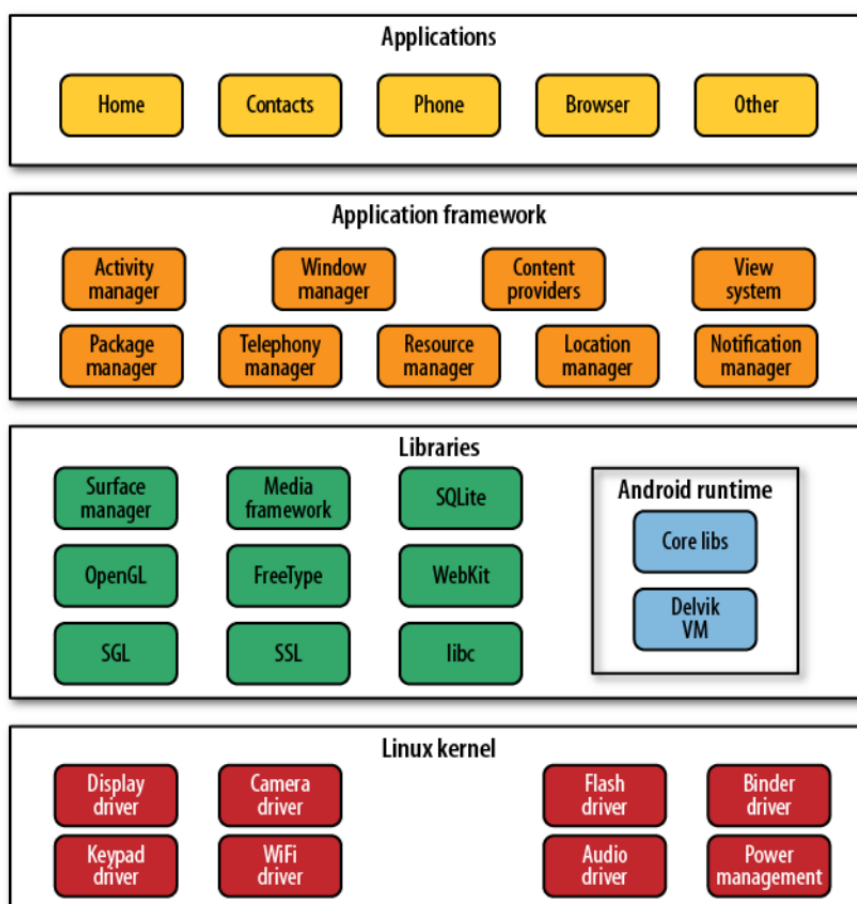 Applications
Home
Contacts
Phone
Browser
Other
Application framework
Activity
manager
Window
manager
Content
providers
View
system
Package
manager
Telephony
manager
Resource
manager
Location
manager
Notification
manager
Libraries
Surface
manager
Media
framework
SQLite
OpenGL
FreeType
WebKit
SGL
SSL
libc
Android runtime
Core libs
Delvik
VM
Linux kernel
Display
driver
Camera
driver
Flash
driver
Binder
driver
Keypad
driver
WiFi
driver
Audio
driver
Power
management